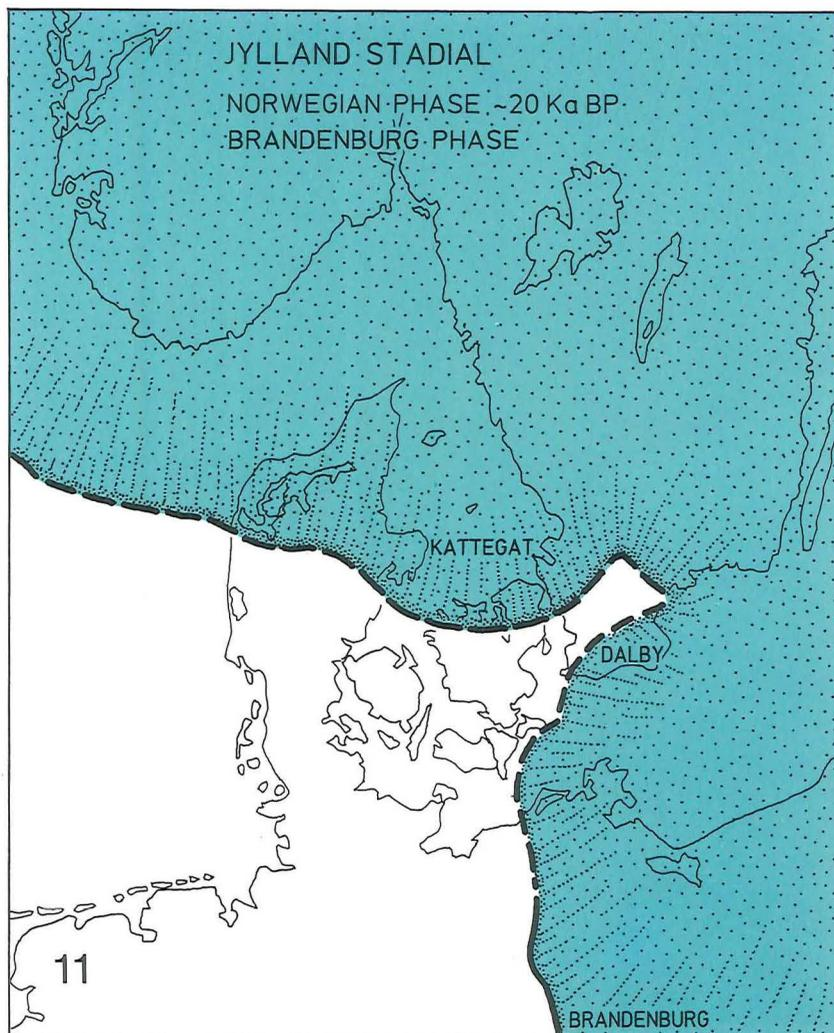 JYLLAND STADIAL
NORWEGIAN PHASE ~20 Ka BP
BRANDENBURG PHASE
KATTEGAT
DALBY
11
BRANDENBURG